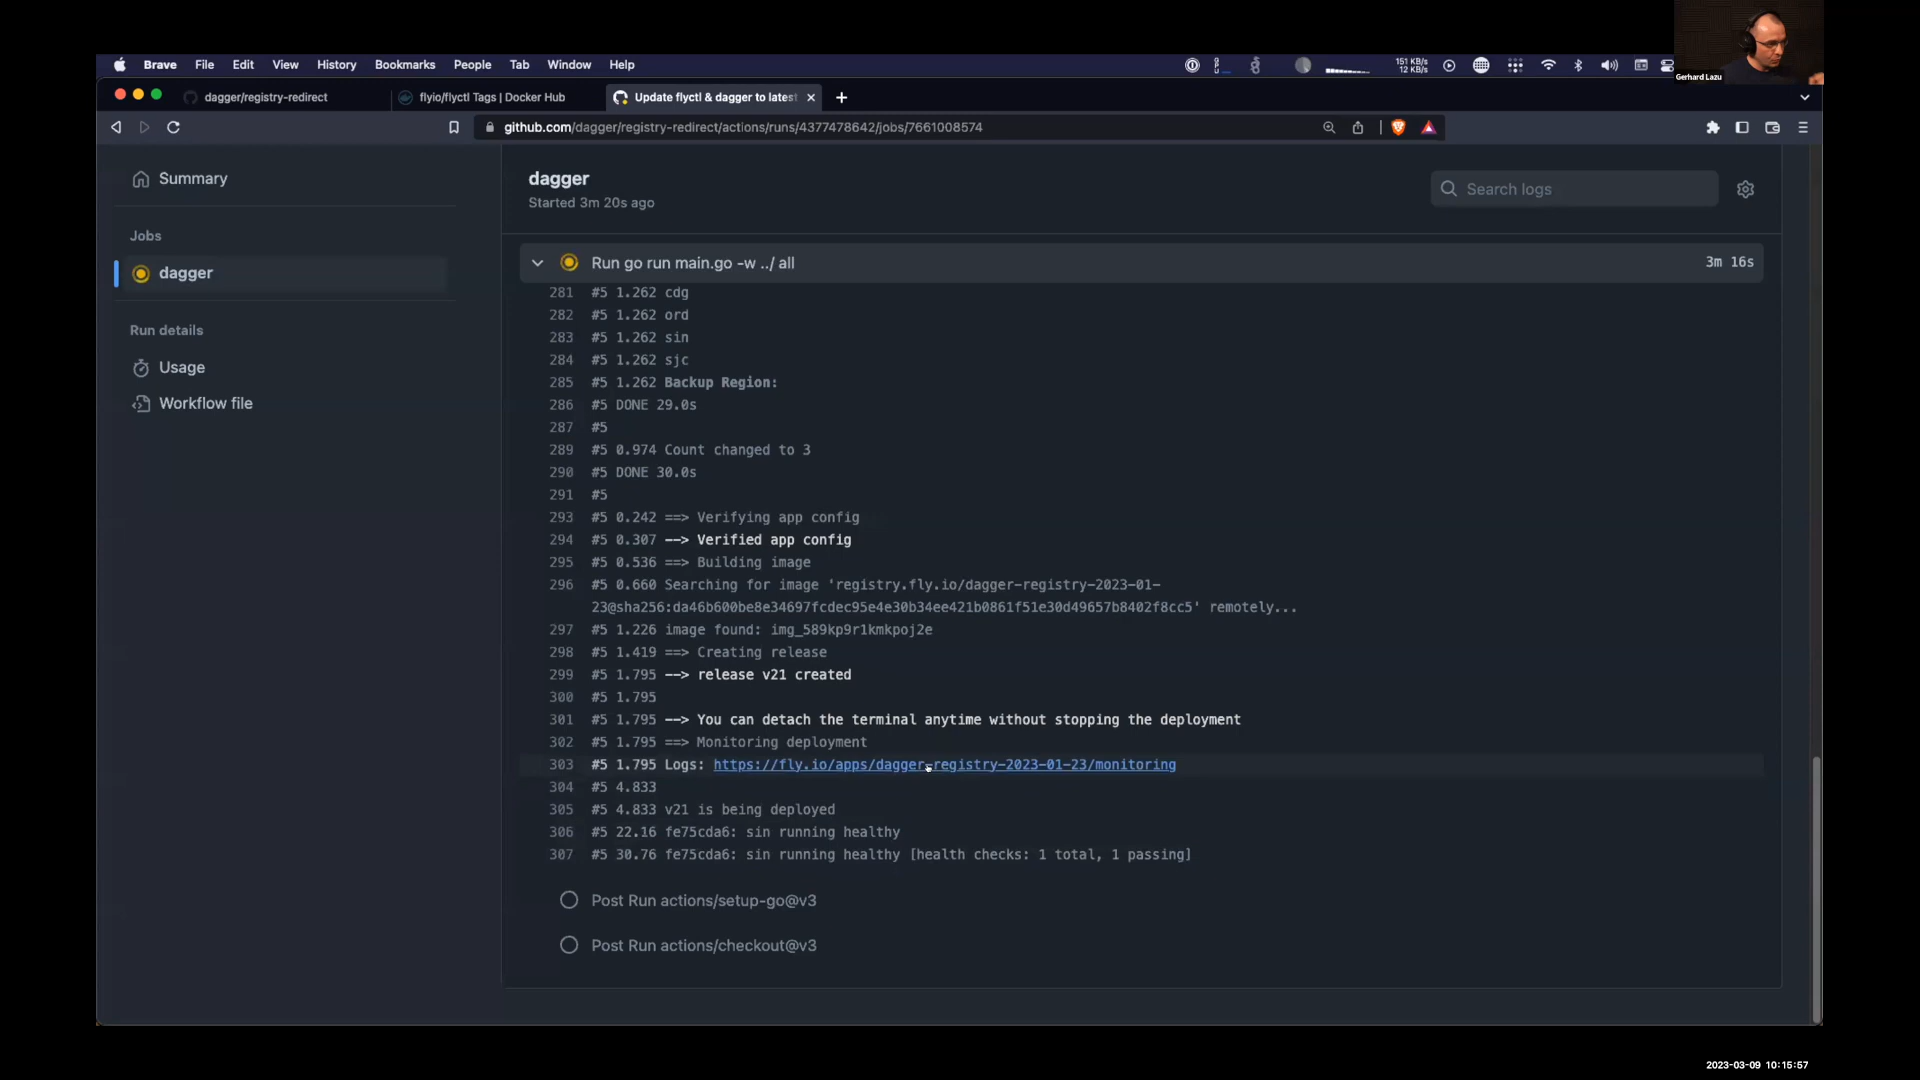 Gerhard Lazu
Brave File Edit View History Bookmarks People Tab Window Help
151 KB/s
12 KB/s
dagger/registry-redirect
flyio/flyctl Tags | Docker Hub
Update flyctl & dagger to latest
github.com/dagger/registry-redirect/actions/runs/4377478642/jobs/7661008574
Summary
Jobs
dagger
Run details
Usage
Workflow file
dagger
Started 3m 20s ago
Search logs
Run go run main.go -w ../ all
3m 16s
281 #5 1.262 cdg
282 #5 1.262 ord
283 #5 1.262 sin
284 #5 1.262 sjc
285 #5 1.262 Backup Region:
286 #5 DONE 29.0s
287 #5
289 #5 0.974 Count changed to 3
290 #5 DONE 30.0s
291 #5
293 #5 0.242 ==> Verifying app config
294 #5 0.307 --> Verified app config
295 #5 0.536 ==> Building image
296 #5 0.660 Searching for image 'registry.fly.io/dagger-registry-2023-01-
23@sha256:da46b600be8e34697fcdec95e4e30b34ee421b0861f51e30d49657b8402f8cc5' remotely...
297 #5 1.226 image found: img_589kp9r1kmkpoj2e
298 #5 1.419 ==> Creating release
299 #5 1.795 --> release v21 created
300 #5 1.795
301 #5 1.795 --> You can detach the terminal anytime without stopping the deployment
302 #5 1.795 ==> Monitoring deployment
303 #5 1.795 Logs: https://fly.io/apps/dagger-registry-2023-01-23/monitoring
304 #5 4.833
305 #5 4.833 v21 is being deployed
306 #5 22.16 fe75cda6: sin running healthy
307 #5 30.76 fe75cda6: sin running healthy [health checks: 1 total, 1 passing]
Post Run actions/setup-go@v3
Post Run actions/checkout@v3
2023-03-09 10:15:57